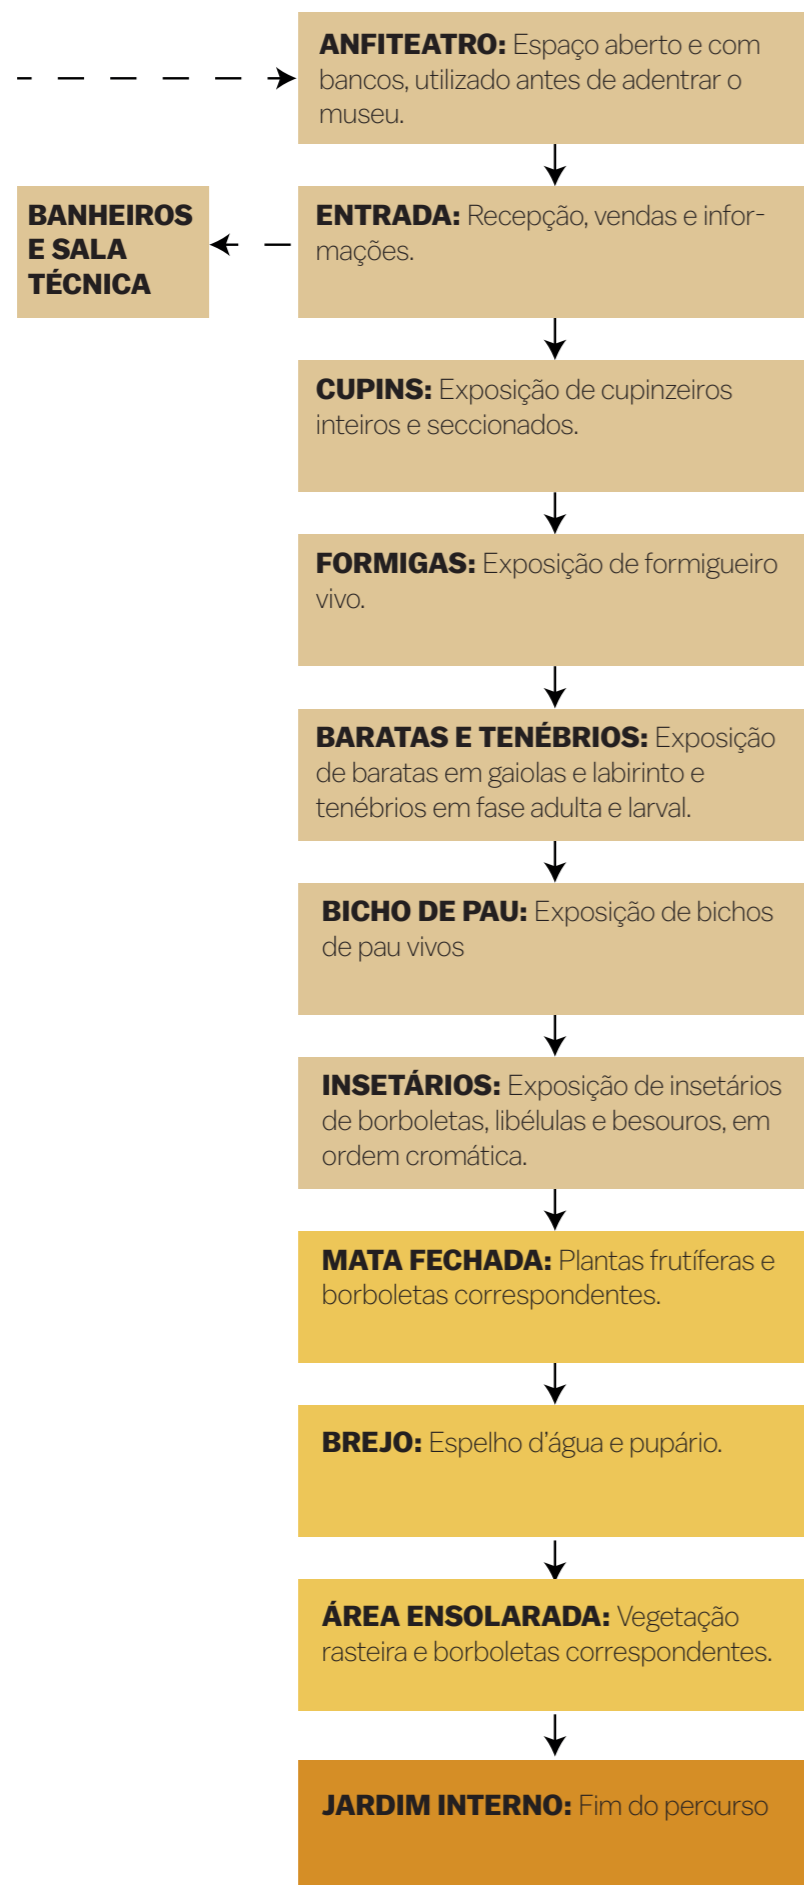 ANFITEATRO: Espaço aberto e com
bancos, utilizado antes de adentrar o
museu.
BANHEIROS
E SALA
TÉCNICA
ENTRADA: Recepção, vendas e infor-
mações.
CUPINS: Exposição de cupinzeiros
inteiros e seccionados.
FORMIGAS: Exposição de formigueiro
vivo.
BARATAS E TENÉBRIOS: Exposição
de baratas em gaiolas e labirinto e
tenébrios em fase adulta e larval.
BICHO DE PAU: Exposição de bichos
de pau vivos
INSETÁRIOS: Exposição de insetários
de borboletas, libélulas e besouros, em
ordem cromática.
MATA FECHADA: Plantas frutíferas e
borboletas correspondentes.
BREJO: Espelho d’água e pupário.
ÁREA ENSOLARADA: Vegetação
rasteira e borboletas correspondentes.
JARDIM INTERNO: Fim do percurso